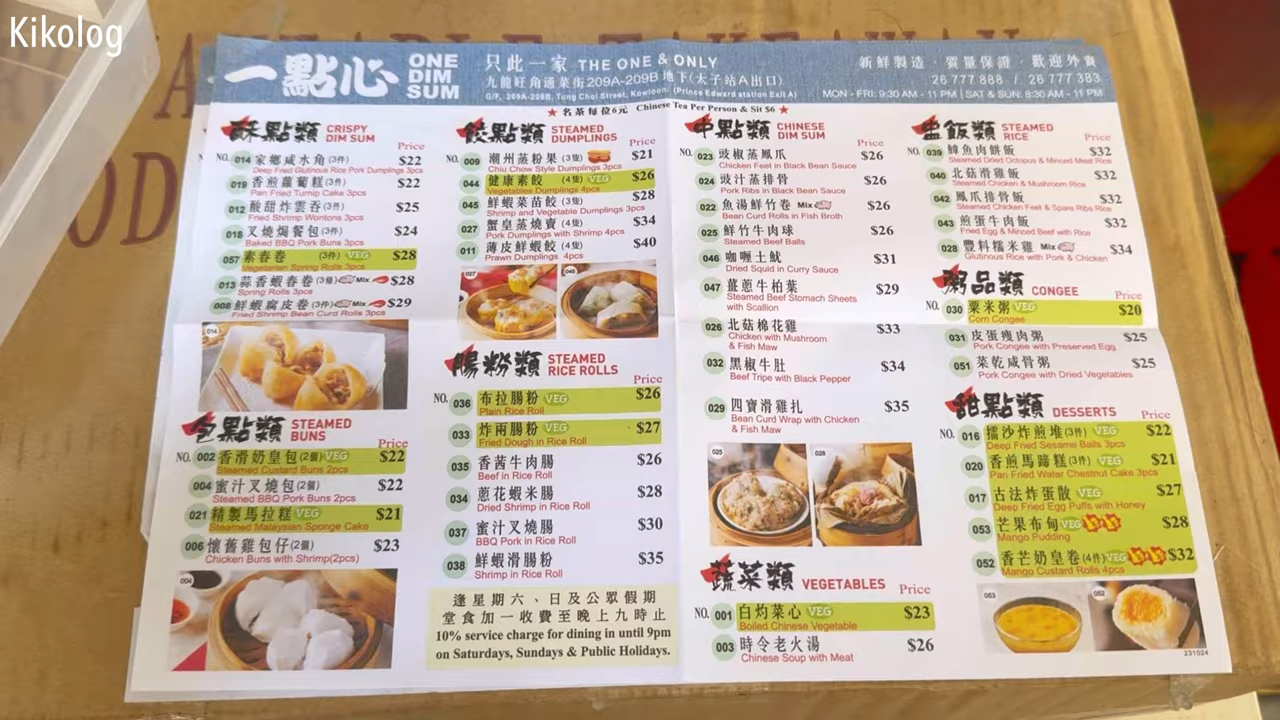 Kikolog
一點心
ONE
DIM
SUM
只此一家 THE ONE & ONLY
九龍旺角通菜街209A-209B地下(太子站A出口)
G/F, 209A-209B, Tung Choi Street, Kowloon. (Prince Edward station Exit A)
新鮮製造·質量保證·歡迎外賣
26 777 888 / 26 777 383
MON - FRI: 9:30 AM - 11 PM | SAT & SUN: 8:30 AM - 11 PM
★ 名茶每位6元 Chinese Tea Per Person & Sit $6 ★
酥點類 CRISPY DIM SUM
NO. Price
014 家鄉咸水角(3件) $22
Deep Fried Glutinous Rice Pork Dumplings 3pcs
019 香煎蘿蔔糕(3件) $22
Pan Fried Turnip Cake 3pcs
012 酸甜炸雲吞(3件) $25
Fried Shrimp Wontons 3pcs
018 叉燒焗餐包(3件) $24
Baked BBQ Pork Buns 3pcs
057 素春卷 (3件) VEG $28
Vegetarian Spring Rolls 3pcs
013 蒜香蝦春卷(3條) Mix $28
Spring Rolls 3pcs
008 鮮蝦腐皮卷(3件) Mix $29
Fried Shrimp Bean Curd Rolls 3pcs
014
包點類 STEAMED BUNS
NO. Price
002 香滑奶皇包(2個) VEG $22
Steamed Custard Buns 2pcs
004 蜜汁叉燒包(2個) $22
Steamed BBQ Pork Buns 2pcs
021 精製馬拉糕 VEG $21
Steamed Malaysian Sponge Cake
006 懷舊雞包仔(2個) $23
Chicken Buns with Shrimp(2pcs)
004
餃點類 STEAMED DUMPLINGS
NO. Price
009 潮州蒸粉果(3隻) $21
Chiu Chow Style Dumplings 3pcs
044 健康素餃 (4隻) VEG $26
Vegetables Dumplings 4pcs
045 鮮蝦菜苗餃(3隻) $28
Shrimp and Vegetable Dumplings 3pcs
027 蟹皇蒸燒賣(4隻) $34
Pork Dumplings with Shrimp 4pcs
011 薄皮鮮蝦餃(4隻) $40
Prawn Dumplings 4pcs
027
045
腸粉類 STEAMED RICE ROLLS
NO. Price
036 布拉腸粉 VEG $26
Plain Rice Roll
033 炸兩腸粉 VEG $27
Fried Dough in Rice Roll
035 香茜牛肉腸 $26
Beef in Rice Roll
034 蔥花蝦米腸 $28
Dried Shrimp in Rice Roll
037 蜜汁叉燒腸 $30
BBQ Pork in Rice Roll
038 鮮蝦滑腸粉 $35
Shrimp in Rice Roll
逢星期六、日及公眾假期
堂食加一收費至晚上九時止
10% service charge for dining in until 9pm
on Saturdays, Sundays & Public Holidays.
中點類 CHINESE DIM SUM
NO. Price
023 豉椒蒸鳳爪 $26
Chicken Feet in Black Bean Sauce
024 豉汁蒸排骨 $26
Pork Ribs in Black Bean Sauce
022 魚湯鮮竹卷 Mix $26
Bean Curd Rolls in Fish Broth
025 鮮竹牛肉球 $26
Steamed Beef Balls
046 咖喱土魷 $31
Dried Squid in Curry Sauce
047 薑蔥牛柏葉 $29
Steamed Beef Stomach Sheets
with Scallion
026 北菇棉花雞 $33
Chicken with Mushroom
& Fish Maw
032 黑椒牛肚 $34
Beef Tripe with Black Pepper
029 四寶滑雞扎 $35
Bean Curd Wrap with Chicken
& Fish Maw
025
028
蔬菜類 VEGETABLES
NO. Price
001 白灼菜心 VEG $23
Boiled Chinese Vegetable
003 時令老火湯 $26
Chinese Soup with Meat
盅飯類 STEAMED RICE
NO. Price
039 鱆魚肉餅飯 $32
Steamed Dried Octopus & Minced Meat Rice
040 北菇滑雞飯 $32
Steamed Chicken & Mushroom Rice
042 鳳爪排骨飯 $32
Steamed Chicken Feet & Spare Ribs Rice
043 煎蛋牛肉飯 $32
Fried Egg & Minced Beef with Rice
028 豐料糯米雞 Mix $34
Glutinous Rice with Pork & Chicken
粥品類 CONGEE
NO. Price
030 粟米粥 VEG $20
Corn Congee
031 皮蛋瘦肉粥 $25
Pork Congee with Preserved Egg
051 菜乾咸骨粥 $25
Pork Congee with Dried Vegetables
甜點類 DESSERTS
NO. Price
016 擂沙炸煎堆(3件) VEG $22
Deep Fried Sesame Balls 3pcs
020 香煎馬蹄糕(3件) VEG $21
Pan Fried Water Chestnut Cake 3pcs
017 古法炸蛋散 VEG $27
Deep Fried Egg Puffs with Honey
053 芒果布甸 VEG $28
Mango Pudding
052 香芒奶皇卷(4件) VEG $32
Mango Custard Rolls 4pcs
053
052
231024